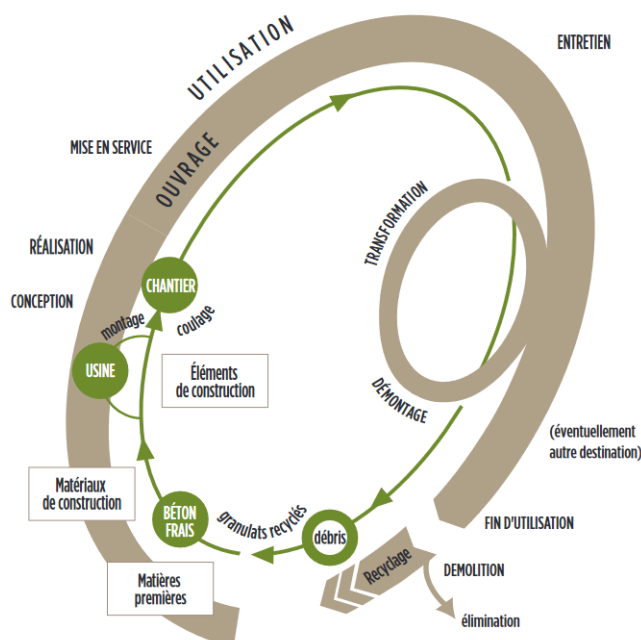 UTILISATION
ENTRETIEN
MISE EN SERVICE
OUVRAGE
TRANSFORMATION
RÉALISATION
CHANTIER
CONCEPTION
montage
coulage
USINE
Éléments
de construction
DÉMONTAGE
(éventuellement
autre destination)
Matériaux
de construction
BÉTON
FRAIS
granulats recyclés
débris
FIN D'UTILISATION
Recyclage
DEMOLITION
Matières
premières
élimination